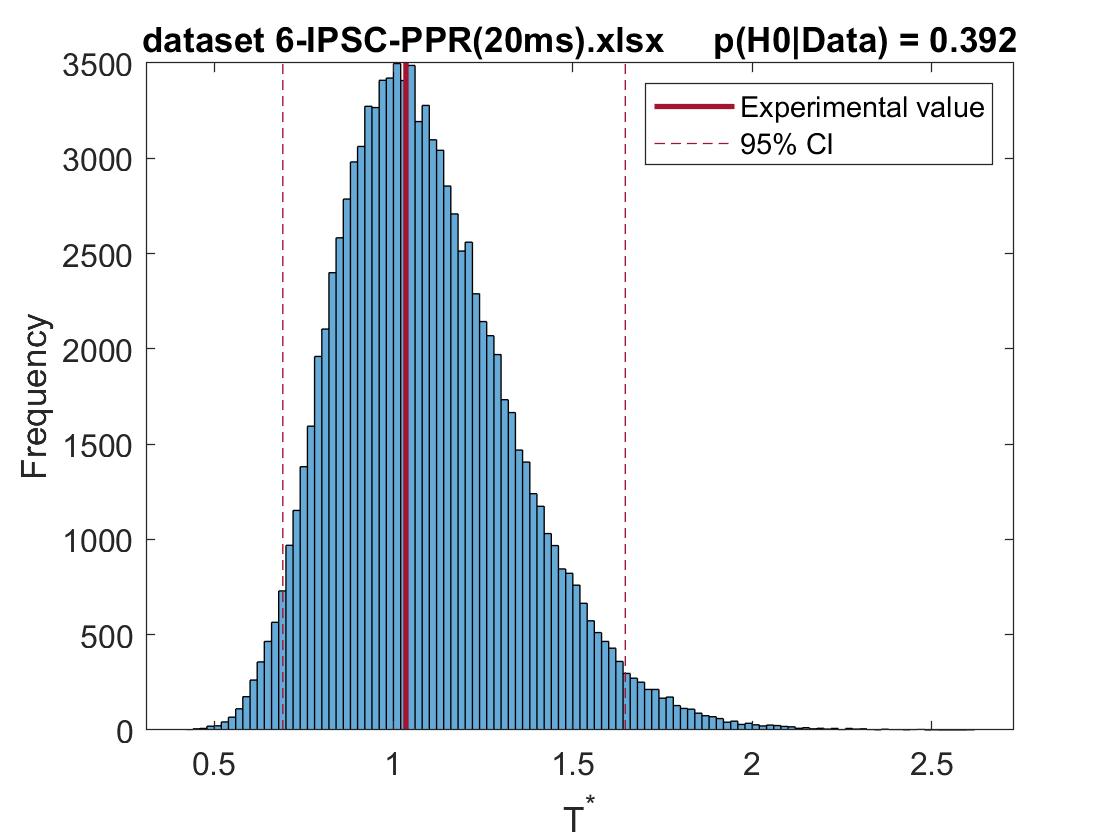 dataset 6-IPSC-PPR(20ms).xlsx p(H0|Data) = 0.392
3500
3000
2500
2000
1500
1000
500
0
Frequency
Experimental value
95% CI
0.5 1 1.5 2 2.5
T*